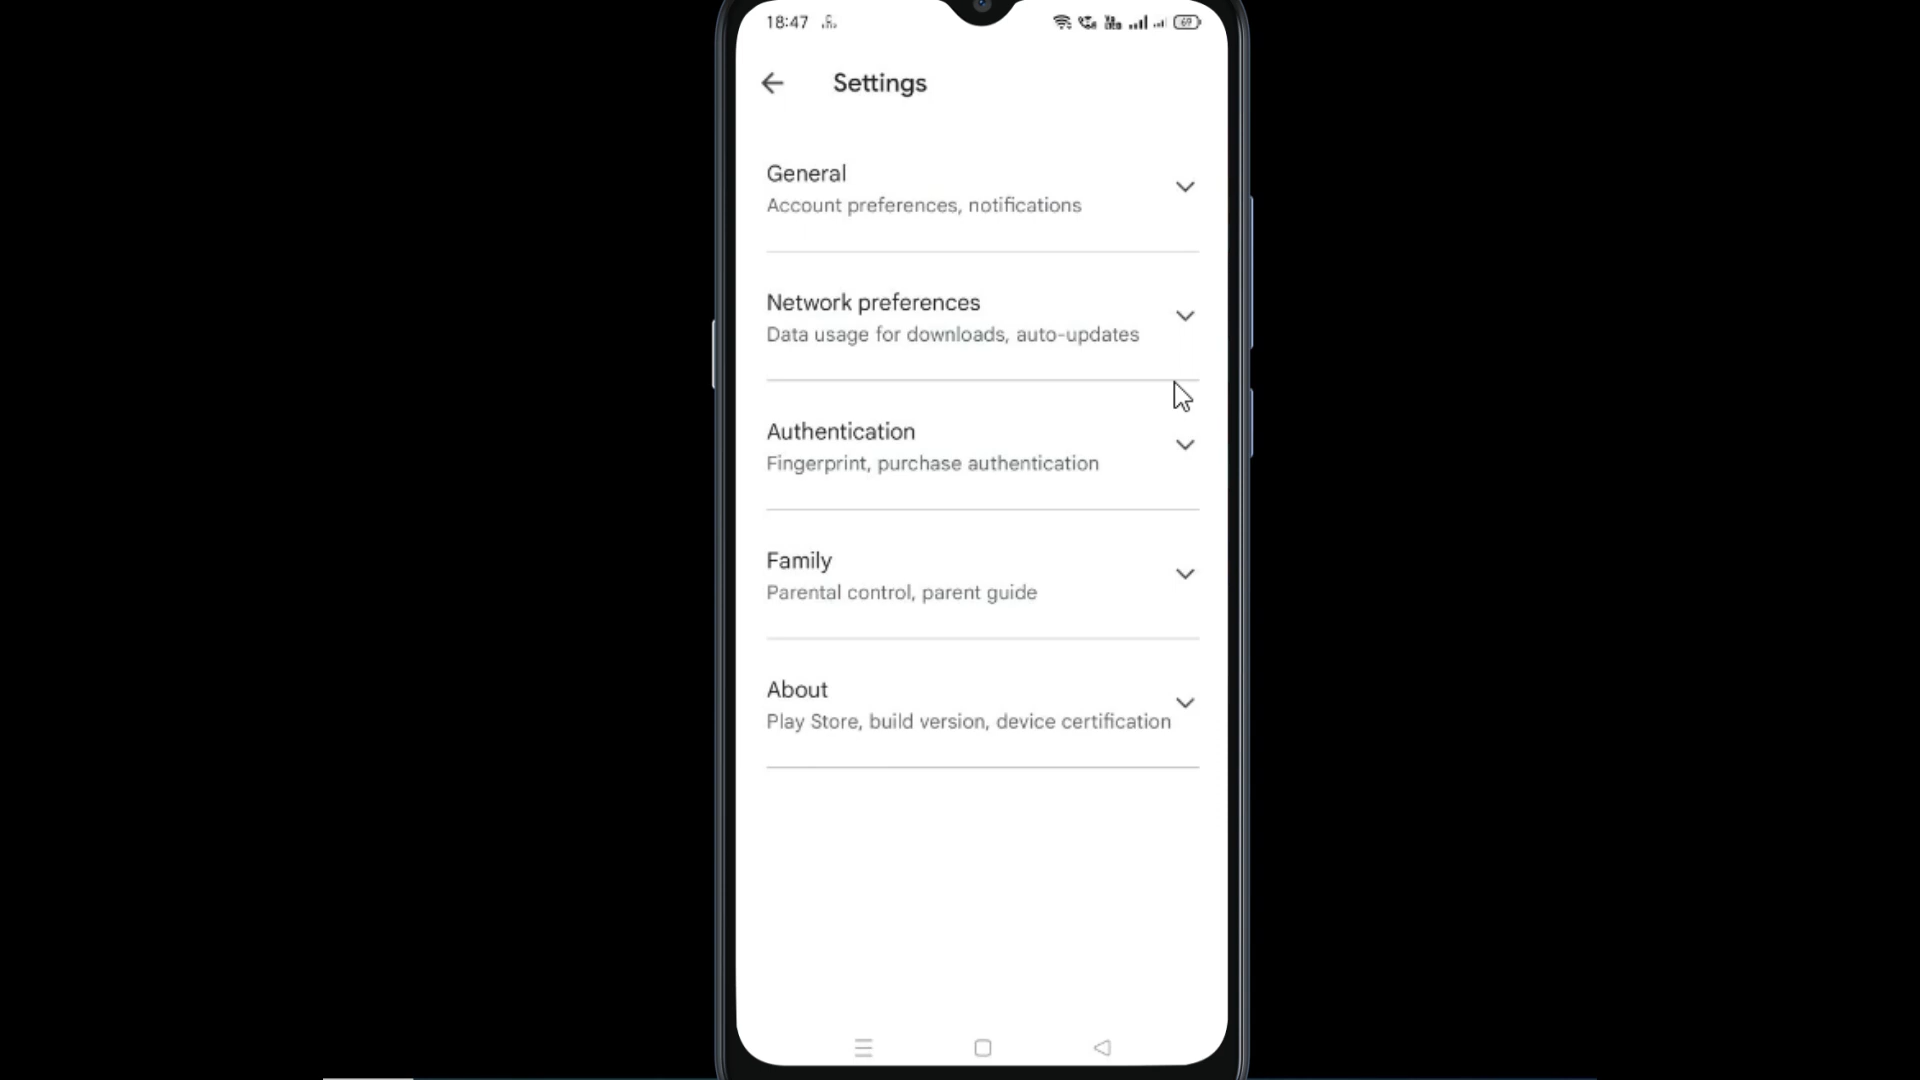 18:47
69
Settings
General
Account preferences, notifications
Network preferences
Data usage for downloads, auto-updates
Authentication
Fingerprint, purchase authentication
Family
Parental control, parent guide
About
Play Store, build version, device certification